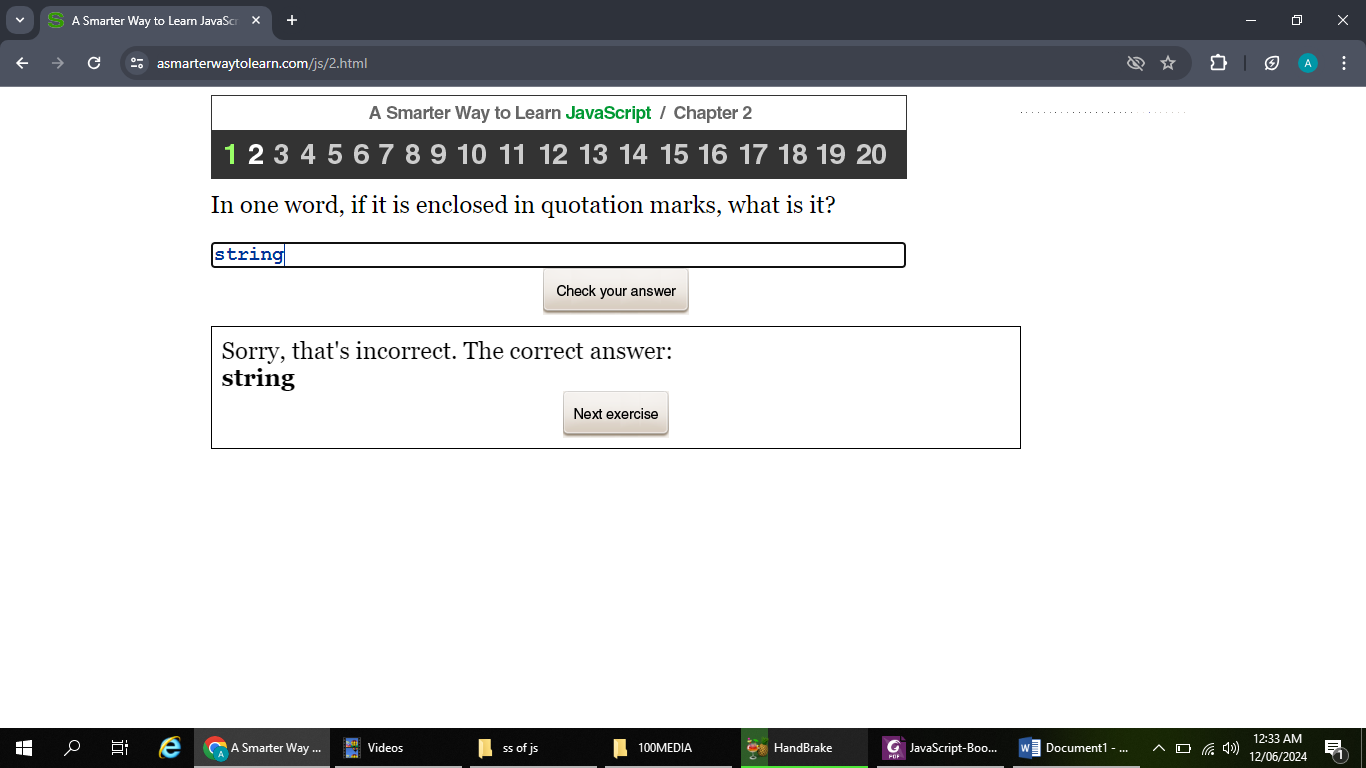 A Smarter Way to Learn JavaSc
asmarterwaytolearn.com/js/2.html
A
A Smarter Way to Learn JavaScript / Chapter 2
1 2 3 4 5 6 7 8 9 10 11 12 13 14 15 16 17 18 19 20
In one word, if it is enclosed in quotation marks, what is it?
string
Check your answer
Sorry, that's incorrect. The correct answer:
string
Next exercise
A Smarter Way ...
Videos
ss of js
100MEDIA
HandBrake
JavaScript-Boo...
Document1 - ...
12:33 AM
12/06/2024
1